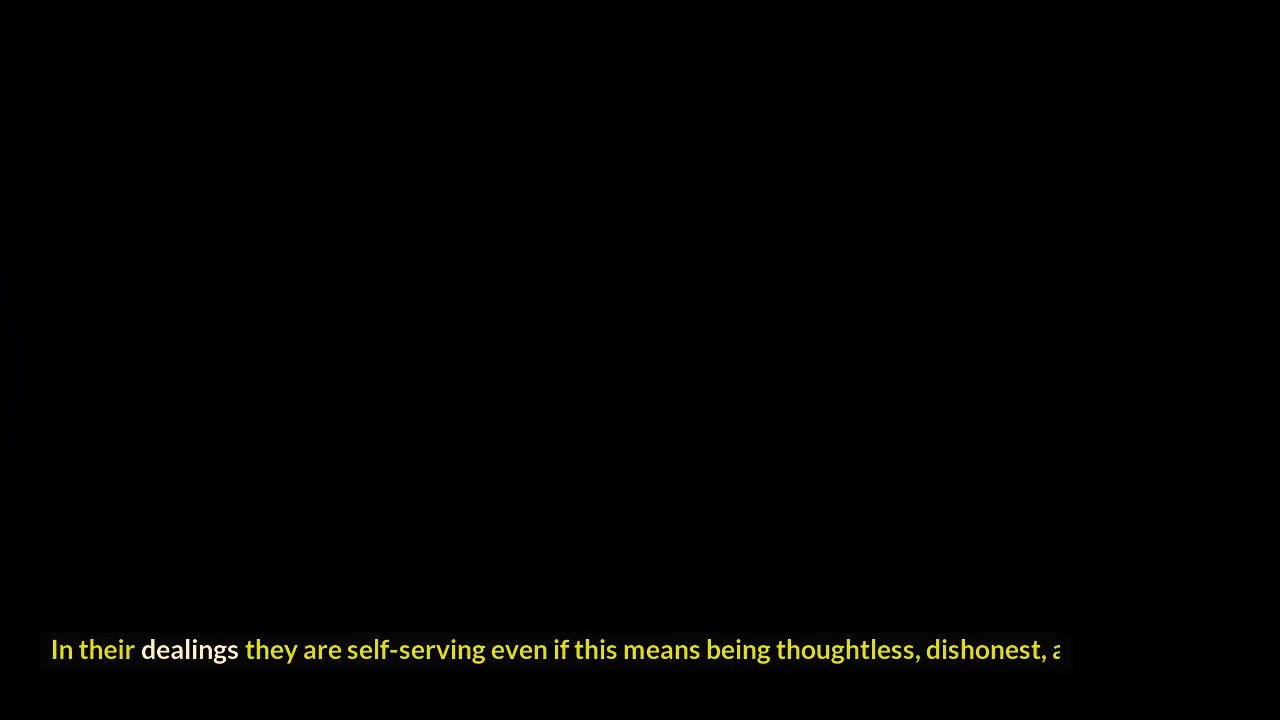 In their dealings they are self-serving even if this means being thoughtless, dishonest,